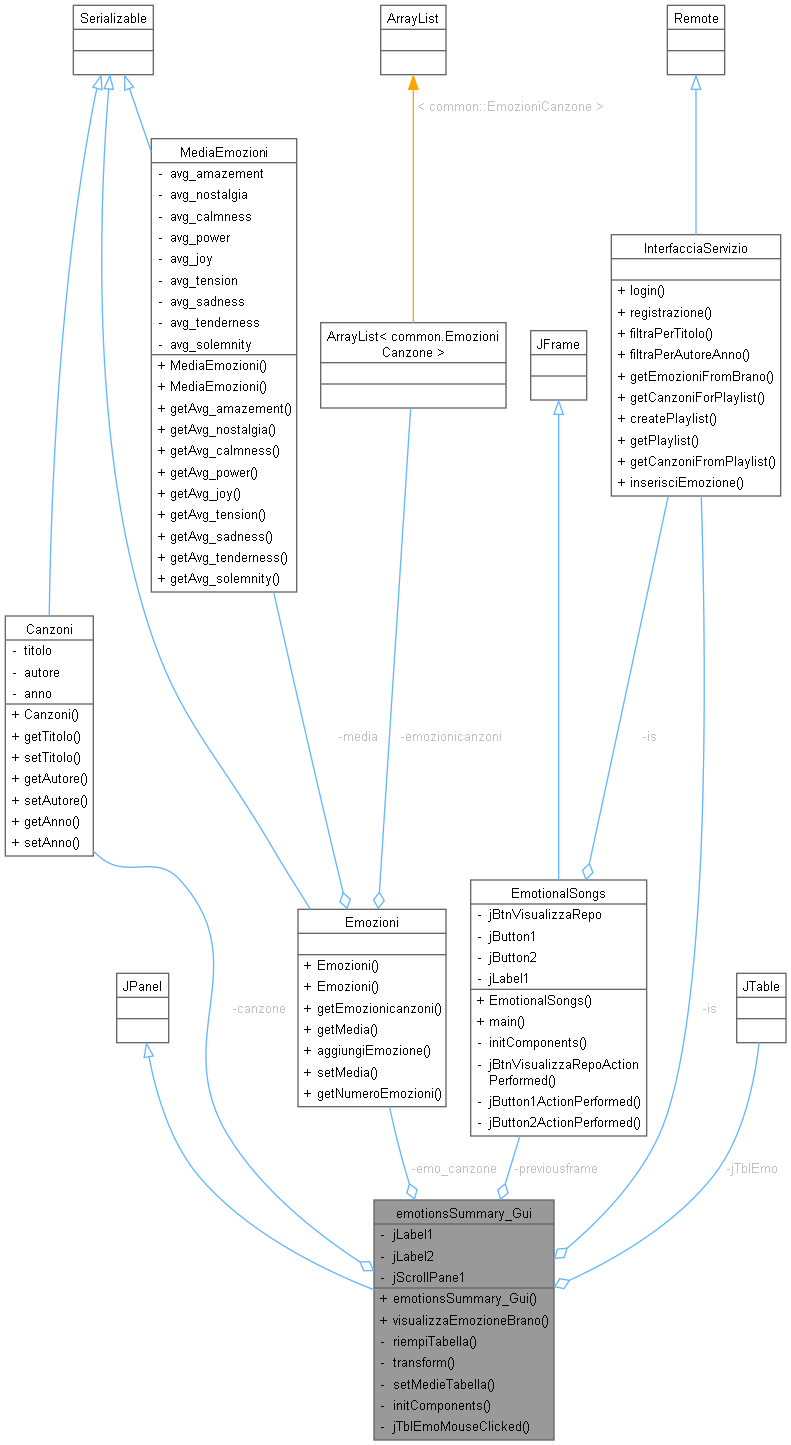 Serializable
ArrayList
Remote
< common::EmozioniCanzone >
MediaEmozioni
- avg_amazement
- avg_nostalgia
- avg_calmness
- avg_power
- avg_joy
- avg_tension
- avg_sadness
- avg_tenderness
- avg_solemnity
+ MediaEmozioni()
+ MediaEmozioni()
+ getAvg_amazement()
+ getAvg_nostalgia()
+ getAvg_calmness()
+ getAvg_power()
+ getAvg_joy()
+ getAvg_tension()
+ getAvg_sadness()
+ getAvg_tenderness()
+ getAvg_solemnity()
InterfacciaServizio
+ login()
+ registrazione()
+ filtraPerTitolo()
+ filtraPerAutoreAnno()
+ getEmozioniFromBrano()
+ getCanzoniForPlaylist()
+ createPlaylist()
+ getPlaylist()
+ getCanzoniFromPlaylist()
+ inserisciEmozione()
ArrayList< common.Emozioni
Canzone >
JFrame
Canzoni
- titolo
- autore
- anno
+ Canzoni()
+ getTitolo()
+ setTitolo()
+ getAutore()
+ setAutore()
+ getAnno()
+ setAnno()
-media
-emozionicanzoni
-is
Emozioni
+ Emozioni()
+ Emozioni()
+ getEmozionicanzoni()
+ getMedia()
+ aggiungiEmozione()
+ setMedia()
+ getNumeroEmozioni()
EmotionalSongs
- jBtnVisualizzaRepo
- jButton1
- jButton2
- jLabel1
+ EmotionalSongs()
+ main()
- initComponents()
- jBtnVisualizzaRepoAction
Performed()
- jButton1ActionPerformed()
- jButton2ActionPerformed()
JPanel
-canzone
-is
JTable
-emo_canzone
-previousframe
-jTblEmo
emotionsSummary_Gui
- jLabel1
- jLabel2
- jScrollPane1
+ emotionsSummary_Gui()
+ visualizzaEmozioneBrano()
- riempiTabella()
- transform()
- setMedieTabella()
- initComponents()
- jTblEmoMouseClicked()